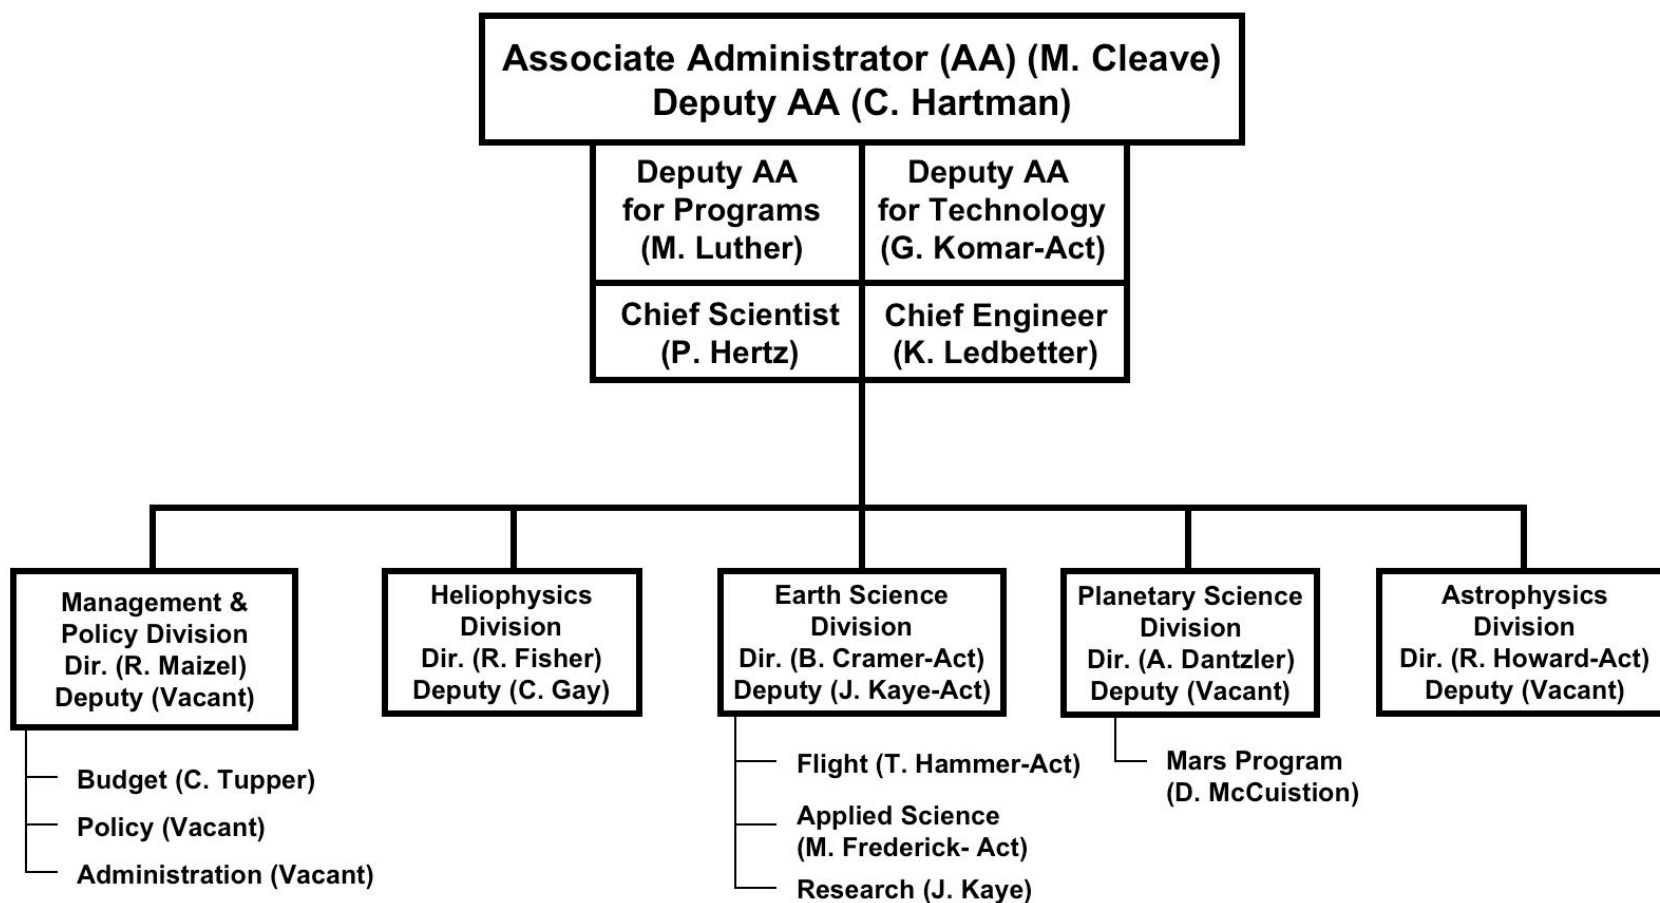 Associate Administrator (AA) (M. Cleave)
Deputy AA (C. Hartman)
Deputy AA
for Programs
(M. Luther)
Deputy AA
for Technology
(G. Komar-Act)
Chief Scientist
(P. Hertz)
Chief Engineer
(K. Ledbetter)
Management &
Policy Division
Dir. (R. Maizel)
Deputy (Vacant)
Budget (C. Tupper)
Policy (Vacant)
Administration (Vacant)
Heliophysics
Division
Dir. (R. Fisher)
Deputy (C. Gay)
Earth Science
Division
Dir. (B. Cramer-Act)
Deputy (J. Kaye-Act)
Flight (T. Hammer-Act)
Applied Science
(M. Frederick- Act)
Research (J. Kaye)
Planetary Science
Division
Dir. (A. Dantzler)
Deputy (Vacant)
Mars Program
(D. McCuistion)
Astrophysics
Division
Dir. (R. Howard-Act)
Deputy (Vacant)